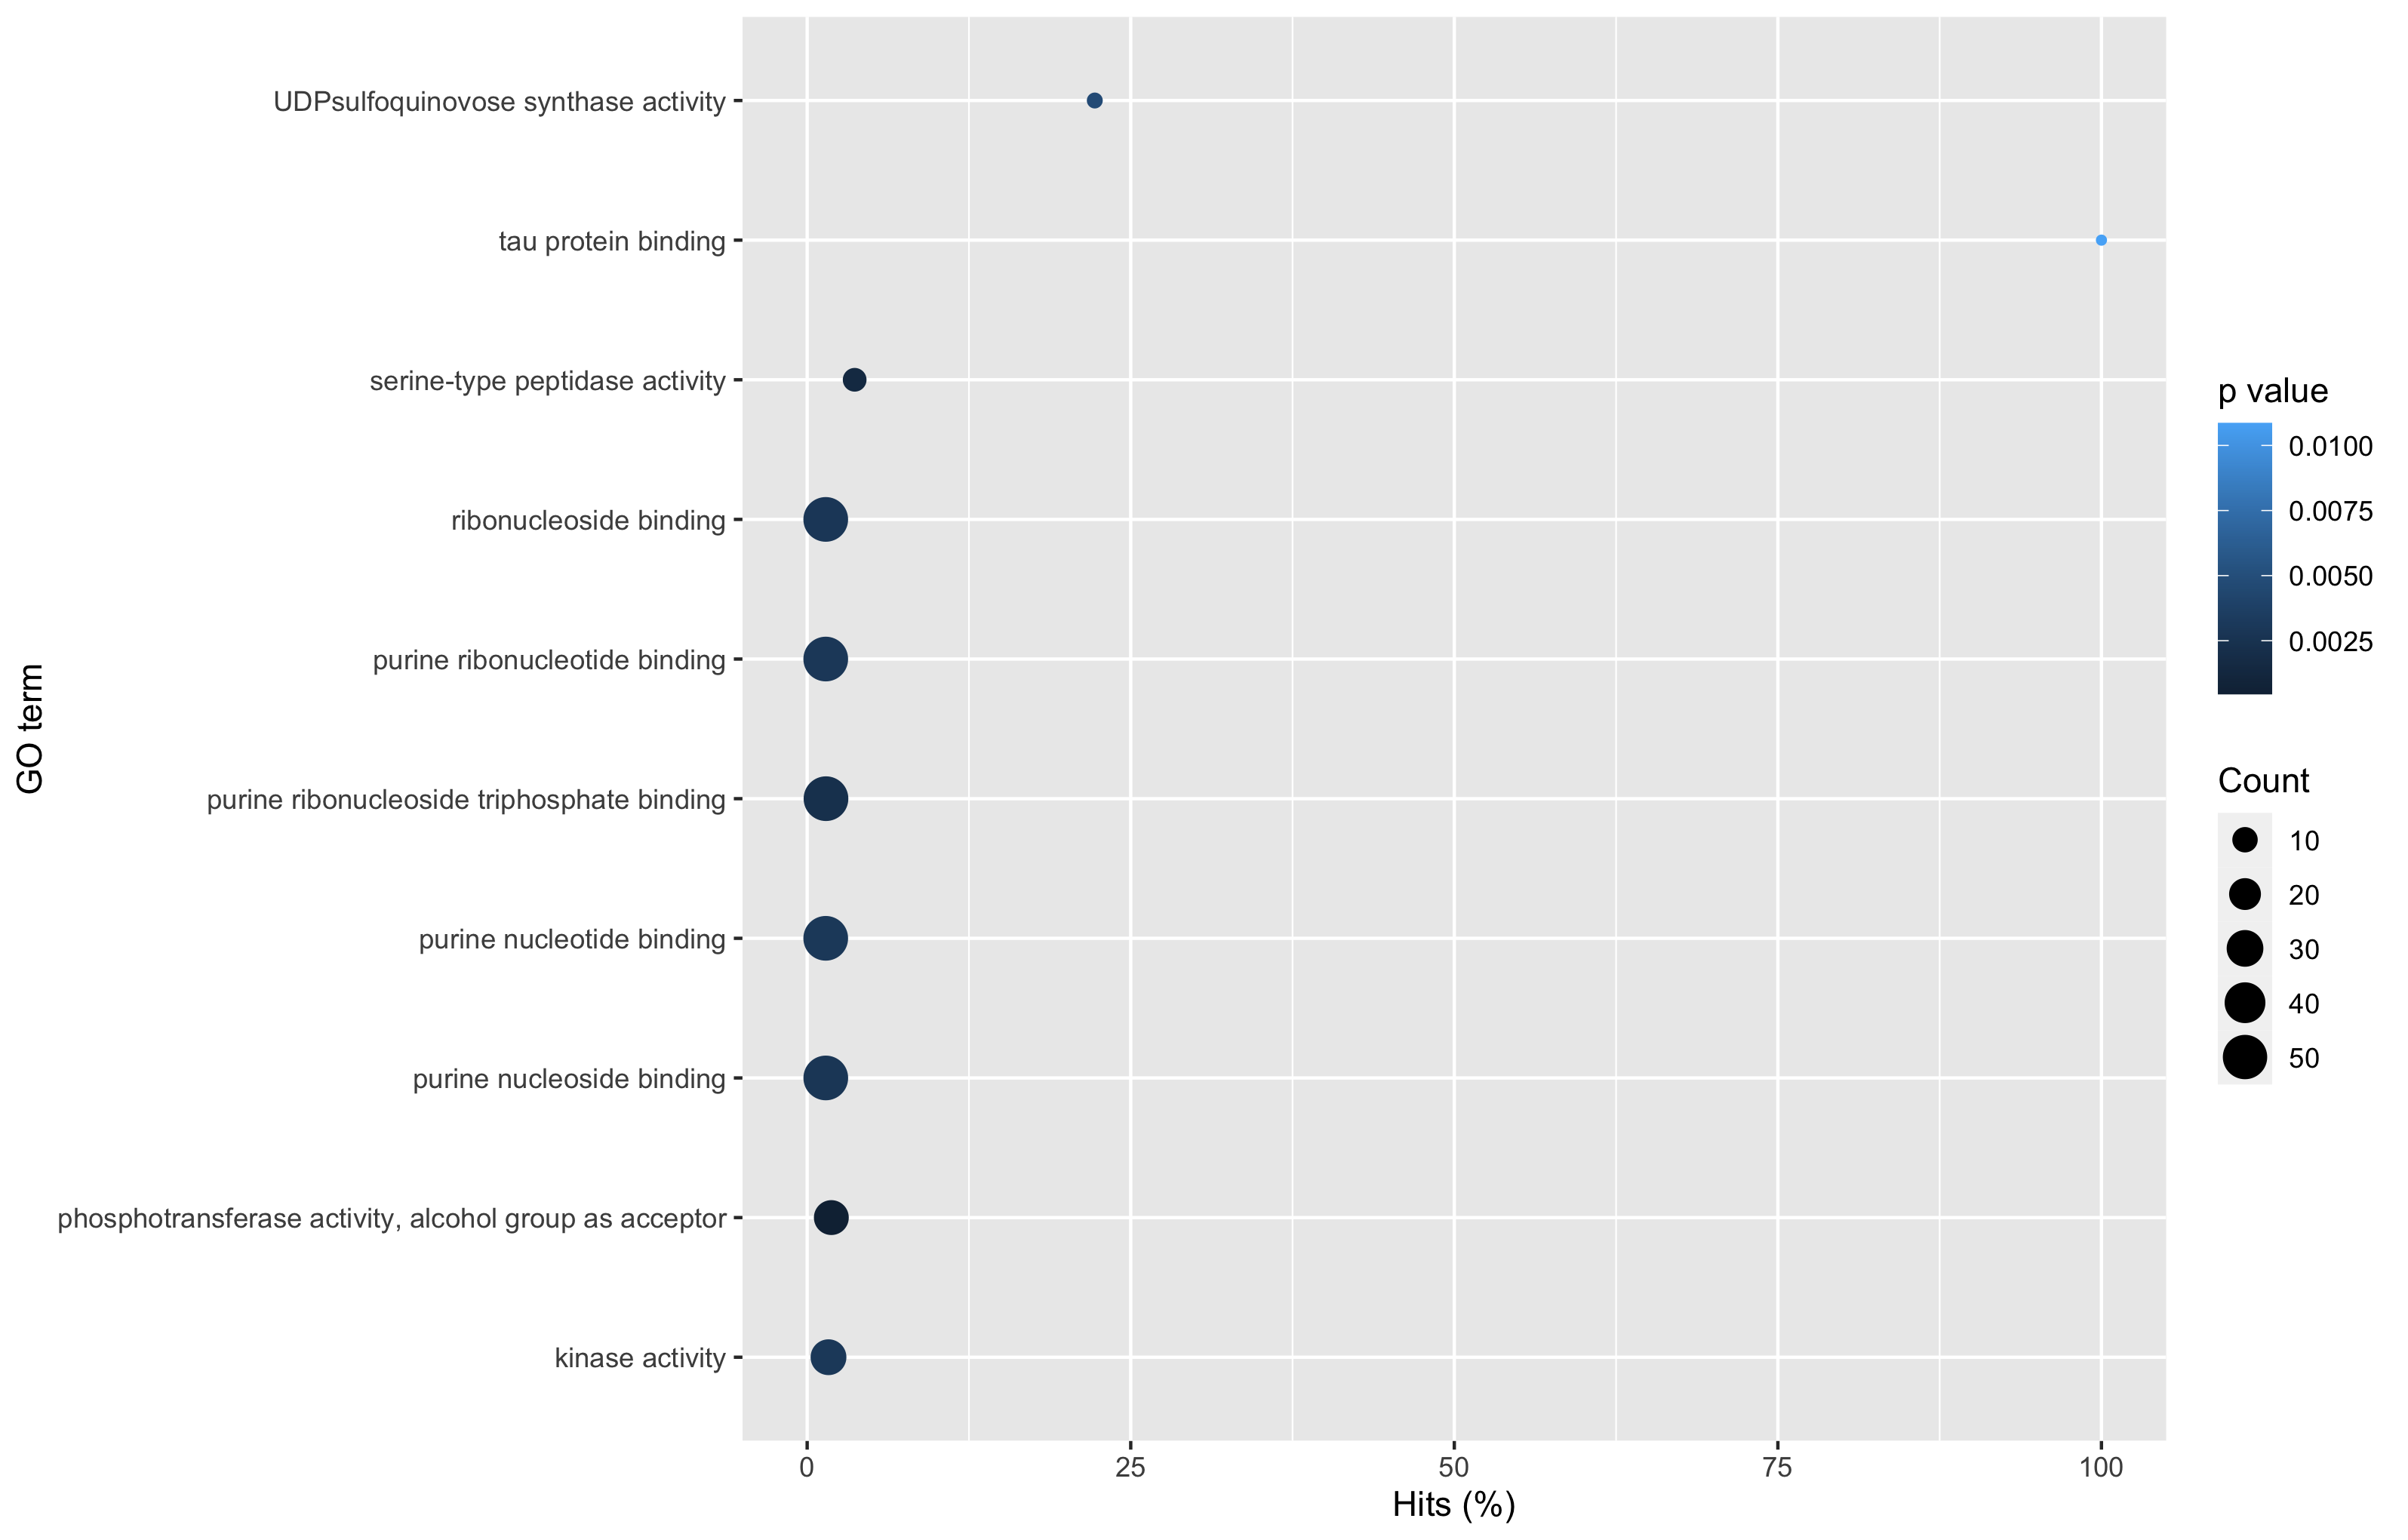 UDPsulfoquinovose synthase activity
tau protein binding
serine-type peptidase activity
ribonucleoside binding
purine ribonucleotide binding
purine ribonucleoside triphosphate binding
purine nucleotide binding
purine nucleoside binding
phosphotransferase activity, alcohol group as acceptor
kinase activity
GO term
0
25
50
75
100
Hits (%)
p value
0.0100
0.0075
0.0050
0.0025
Count
10
20
30
40
50